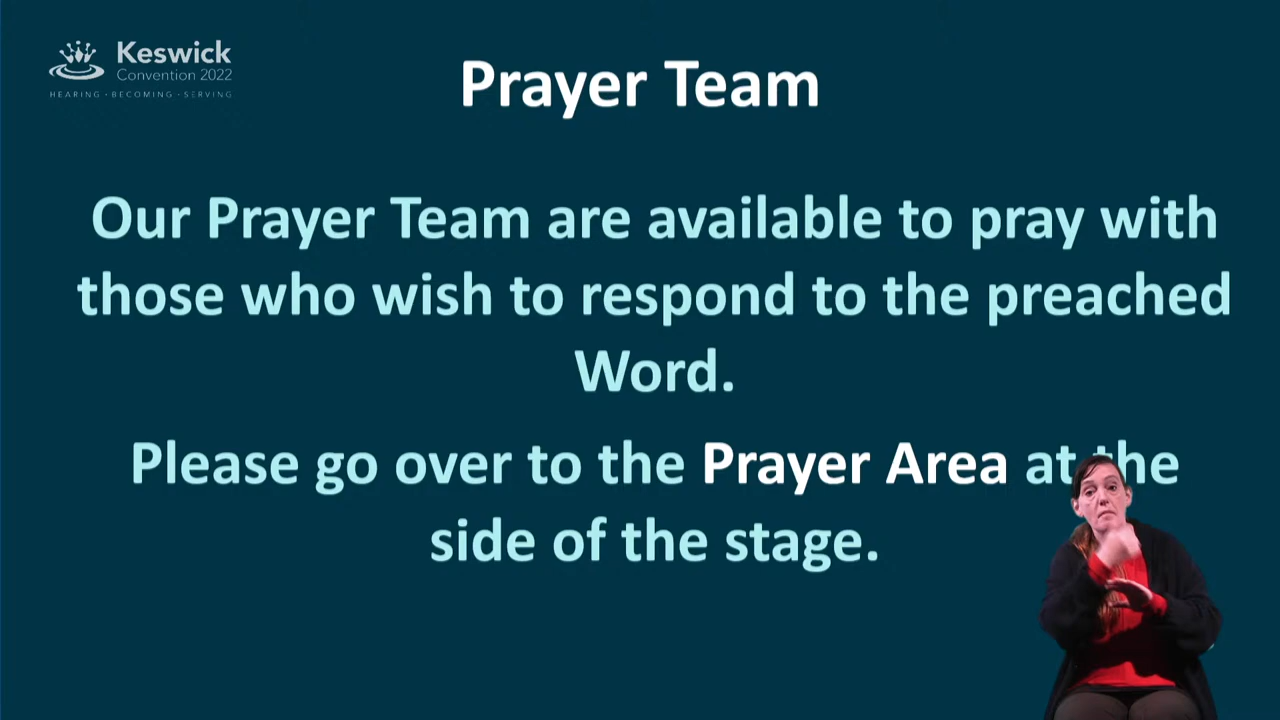 Keswick
Convention 2022
HEARING · BECOMING · SERVING
Prayer Team
Our Prayer Team are available to pray with
those who wish to respond to the preached
Word.
Please go over to the Prayer Area at the
side of the stage.